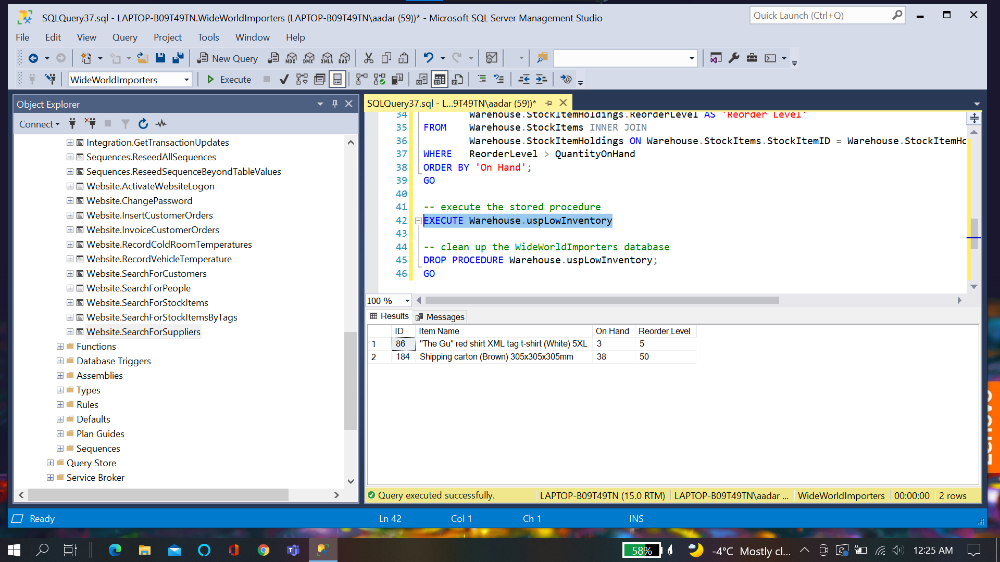 SQLQuery37.sql - LAPTOP-B09T49TN.WideWorldImporters (LAPTOP-B09T49TN\aadar (59))* - Microsoft SQL Server Management Studio
Quick Launch (Ctrl+Q)
File Edit View Query Project Tools Window Help
New Query MDX DMX XMLA DAX
WideWorldImporters Execute
Object Explorer
Connect
Integration.GetTransactionUpdates
Sequences.ReseedAllSequences
Sequences.ReseedSequenceBeyondTableValues
Website.ActivateWebsiteLogon
Website.ChangePassword
Website.InsertCustomerOrders
Website.InvoiceCustomerOrders
Website.RecordColdRoomTemperatures
Website.RecordVehicleTemperature
Website.SearchForCustomers
Website.SearchForPeople
Website.SearchForStockItems
Website.SearchForStockItemsByTags
Website.SearchForSuppliers
Functions
Database Triggers
Assemblies
Types
Rules
Defaults
Plan Guides
Sequences
Query Store
Service Broker
SQLQuery37.sql - L...9T49TN\aadar (59))*
34 Warehouse.StockItemHoldings.ReorderLevel AS 'Reorder Level'
35 FROM Warehouse.StockItems INNER JOIN
36 Warehouse.StockItemHoldings ON Warehouse.StockItems.StockItemID = Warehouse.StockItemHo
37 WHERE ReorderLevel > QuantityOnHand
38 ORDER BY 'On Hand';
39 GO
40
41 -- execute the stored procedure
42 EXECUTE Warehouse.uspLowInventory
43
44 -- clean up the WideWorldImporters database
45 DROP PROCEDURE Warehouse.uspLowInventory;
46 GO
100 %
Results Messages
ID Item Name On Hand Reorder Level
1 86 "The Gu" red shirt XML tag t-shirt (White) 5XL 3 5
2 184 Shipping carton (Brown) 305x305x305mm 38 50
Query executed successfully. LAPTOP-B09T49TN (15.0 RTM) LAPTOP-B09T49TN\aadar ... WideWorldImporters 00:00:00 2 rows
Ready Ln 42 Col 1 Ch 1 INS
Lenovo
58% -4°C Mostly cl... 12:25 AM